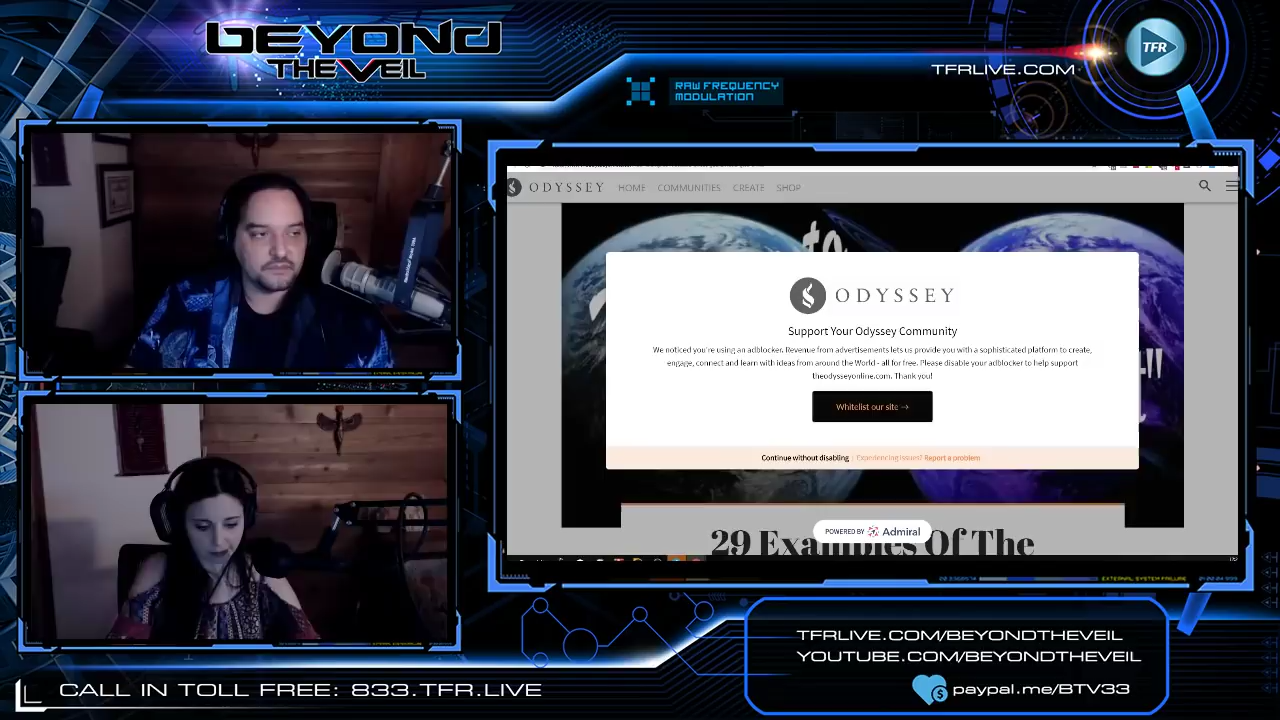 BEYOND
THE VEIL
TFRLIVE.COM
TFR
RAW FREQUENCY
MODULATION
ODYSSEY HOME COMMUNITIES CREATE SHOP
to
ODYSSEY
Support Your Odyssey Community
We noticed you're using an adblocker. Revenue from advertisements lets us provide you with a sophisticated platform to create,
engage, connect and learn with ideas from around the World - all for free. Please disable your adblocker to help support
theodysseyonline.com. Thank you!
Whitelist our site →
Continue without disabling | Experiencing issues? Report a problem
POWERED BY Admiral
29 Examples Of The
EXTERNAL SYSTEM FAILURE
TFRLIVE.COM/BEYONDTHEVEIL
YOUTUBE.COM/BEYONDTHEVEIL
paypal.me/BTV33
CALL IN TOLL FREE: 833.TFR.LIVE